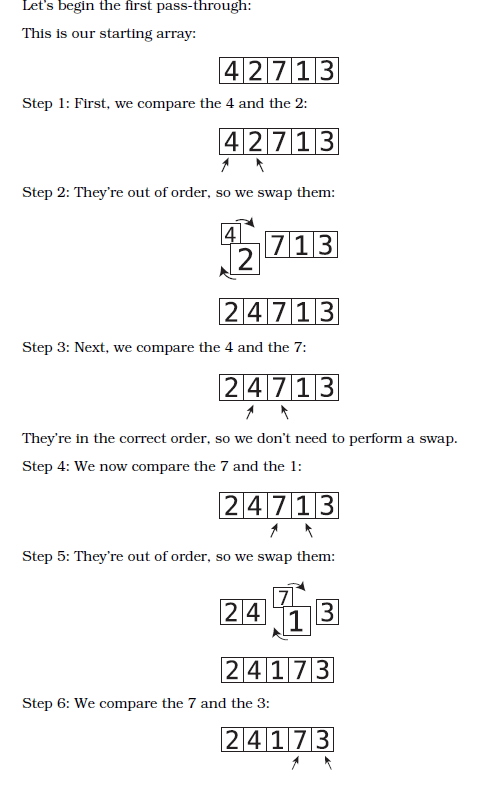 Let's begin the first pass-through:
This is our starting array:
4 2 7 1 3
Step 1: First, we compare the 4 and the 2:
4 2 7 1 3
Step 2: They're out of order, so we swap them:
4 2 7 1 3
2 4 7 1 3
Step 3: Next, we compare the 4 and the 7:
2 4 7 1 3
They're in the correct order, so we don't need to perform a swap.
Step 4: We now compare the 7 and the 1:
2 4 7 1 3
Step 5: They're out of order, so we swap them:
2 4 7 1 3
2 4 1 7 3
Step 6: We compare the 7 and the 3:
2 4 1 7 3